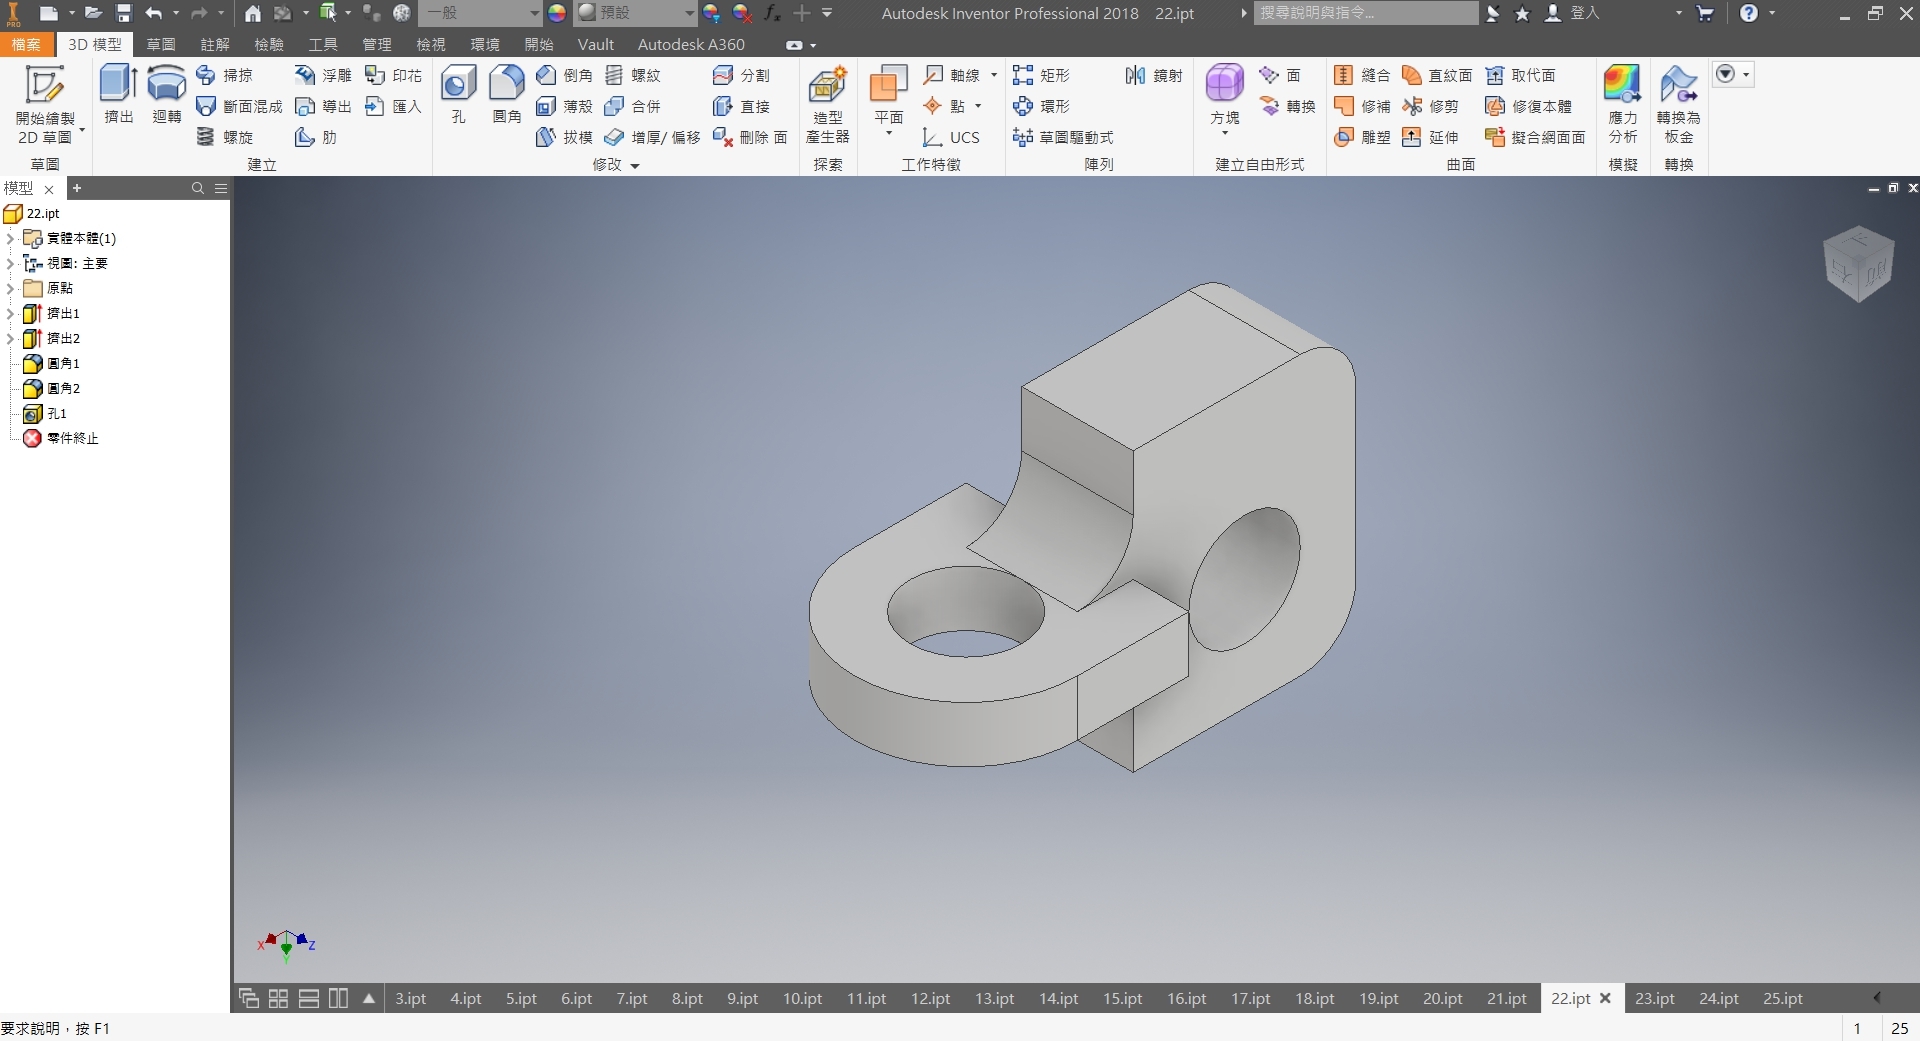 一般
預設
Autodesk Inventor Professional 2018 22.ipt
搜尋說明與指令...
登入
檔案 3D 模型 草圖 註解 檢驗 工具 管理 檢視 環境 開始 Vault Autodesk A360
開始繪製
2D 草圖
草圖
擠出 迴轉 掃掠 浮雕 印花
斷面混成 導出 匯入
螺旋 肋
建立
孔 圓角 倒角 螺紋 分割
薄殼 合併 直接
拔模 增厚/ 偏移 刪除 面
修改
造型
產生器
探索
平面 軸線
點
UCS
工作特徵
矩形 鏡射
環形
草圖驅動式
陣列
方塊 面
轉換
建立自由形式
縫合 直紋面 取代面
修補 修剪 修復本體
雕塑 延伸 擬合網面面
曲面
應力
分析
模擬
轉換為
板金
轉換
模型
22.ipt
實體本體(1)
視圖: 主要
原點
擠出1
擠出2
圓角1
圓角2
孔1
零件終止
X Y Z
3.ipt 4.ipt 5.ipt 6.ipt 7.ipt 8.ipt 9.ipt 10.ipt 11.ipt 12.ipt 13.ipt 14.ipt 15.ipt 16.ipt 17.ipt 18.ipt 19.ipt 20.ipt 21.ipt 22.ipt 23.ipt 24.ipt 25.ipt
要求說明，按 F1
1 25